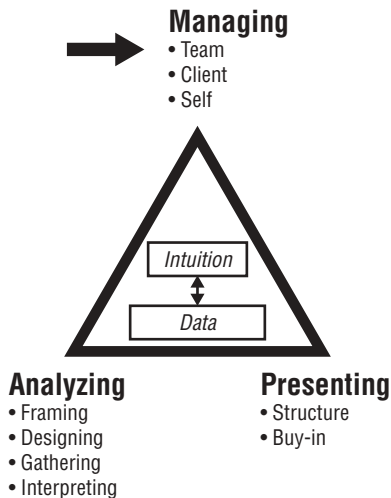 Managing
• Team
• Client
• Self
Intuition
Data
Analyzing
• Framing
• Designing
• Gathering
• Interpreting
Presenting
• Structure
• Buy-in